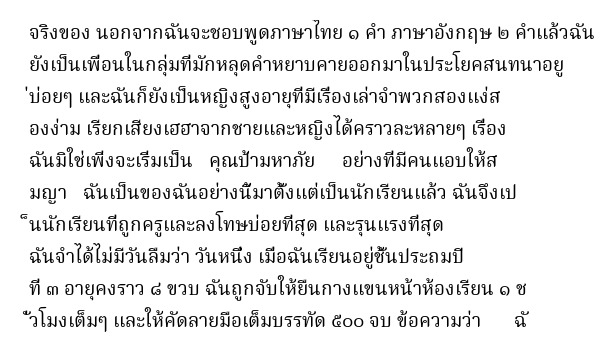 จริงของ นอกจากฉันจะชอบพูดภาษาไทย ๑ คำ ภาษาอังกฤษ ๒ คำแล้วฉัน
ยังเป็นเพื่อนในกลุ่มที่มักหลุดคำหยาบคายออกมาในประโยคสนทนาอยู
่บ่อยๆ และฉันก็ยังเป็นหญิงสูงอายุที่มีเรื่องเล่าจำพวกสองแง่ส
องง่าม เรียกเสียงเฮฮาจากชายและหญิงได้คราวละหลายๆ เรื่อง
ฉันมิใช่เพิ่งจะเริ่มเป็น คุณป้ามหาภัย อย่างที่มีคนแอบให้ส
มญา ฉันเป็นของฉันอย่างนี้มาตั้งแต่เป็นนักเรียนแล้ว ฉันจึงเป
็นนักเรียนที่ถูกครูและลงโทษบ่อยที่สุด และรุนแรงที่สุด
ฉันจำได้ไม่มีวันลืมว่า วันหนึ่ง เมื่อฉันเรียนอยู่ชั้นประถมปี
ที่ ๓ อายุคงราว ๘ ขวบ ฉันถูกจับให้ยืนกางแขนหน้าห้องเรียน ๑ ช
ั่วโมงเต็มๆ และให้คัดลายมือเต็มบรรทัด ๕๐๐ จบ ข้อความว่า ฉั